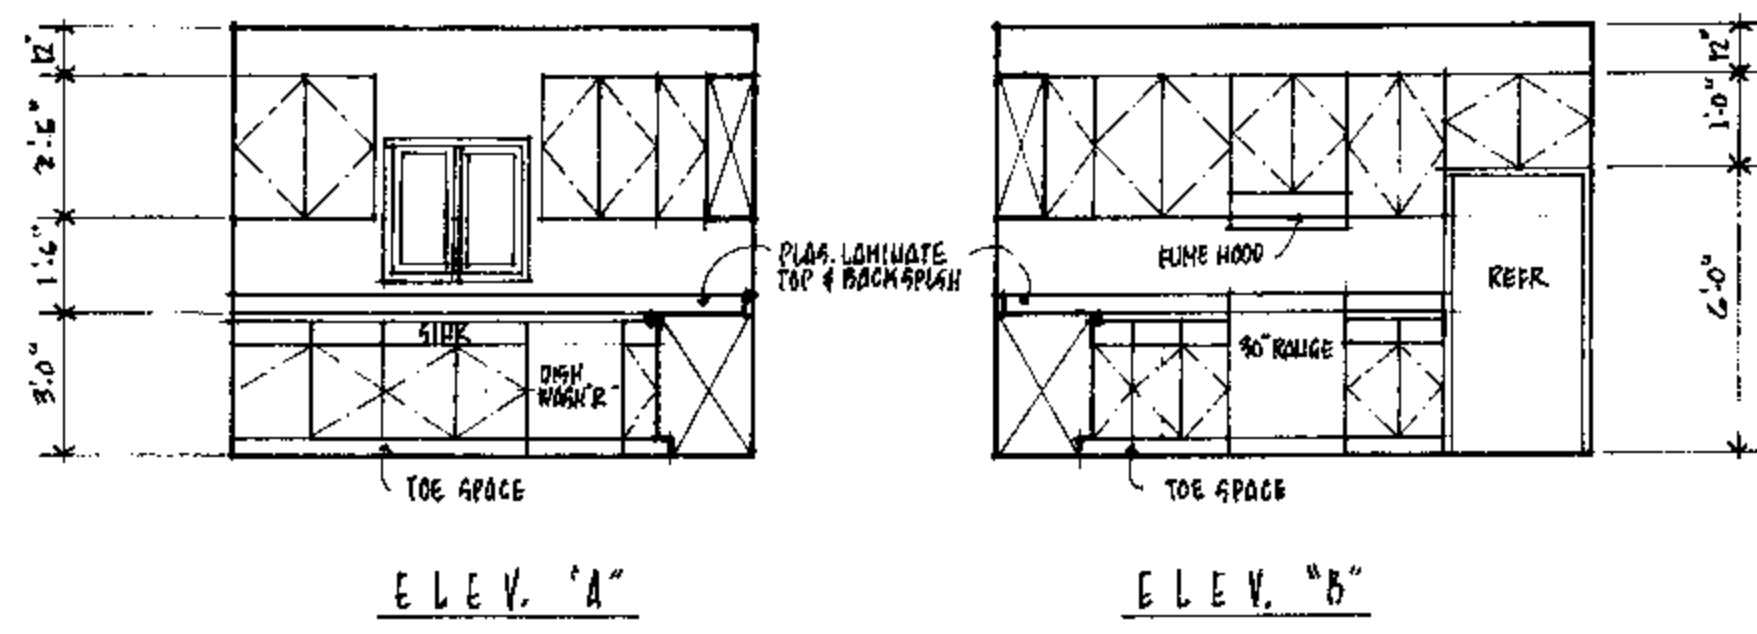 12"
2'-6"
1'-6"
3'-0"
SINK
DISH
WASH'R
TOE SPACE
PLAS. LAMINATE
TOP & BACKSPLSH
FUME HOOD
30" RANGE
REFR.
TOE SPACE
12"
1'-0"
6'-0"
ELEV. "A"
ELEV. "B"